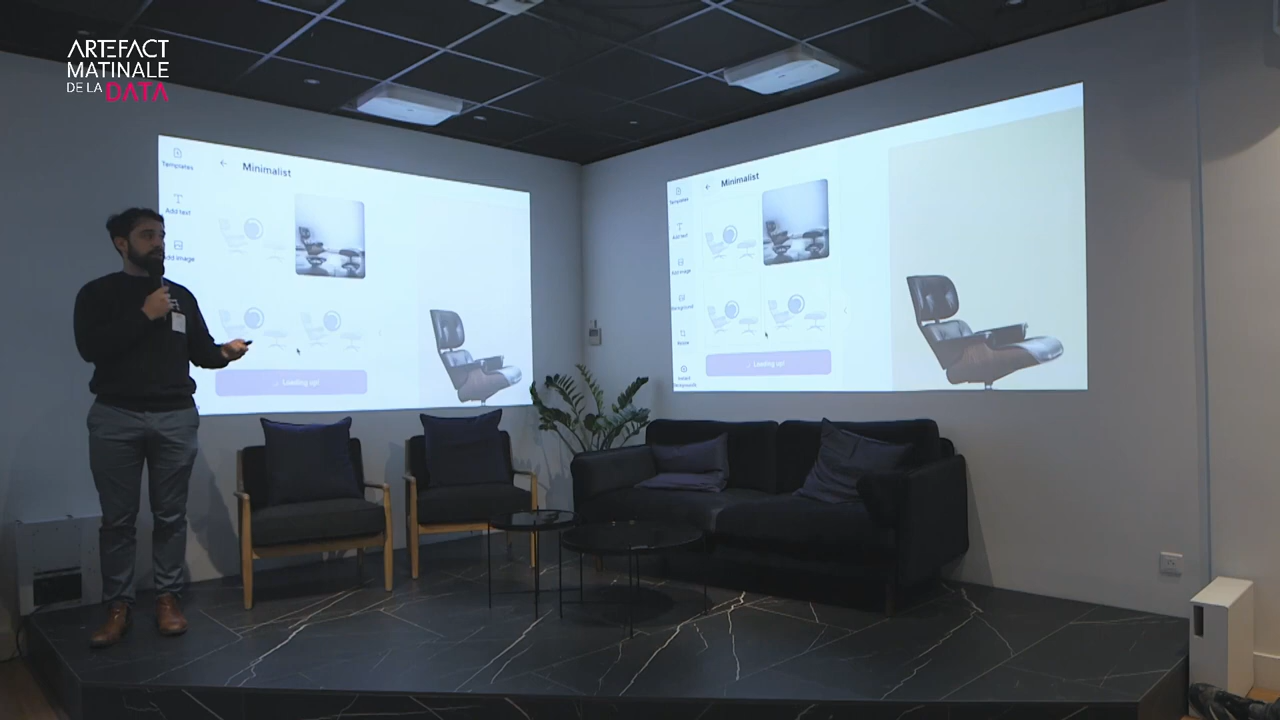 ARTEFACT
MATINALE
DE LA DATA
Templates
Add text
Add image
Minimalist
Loading up!
Templates
Add text
Add image
Background
Resize
Minimalist
Loading up!